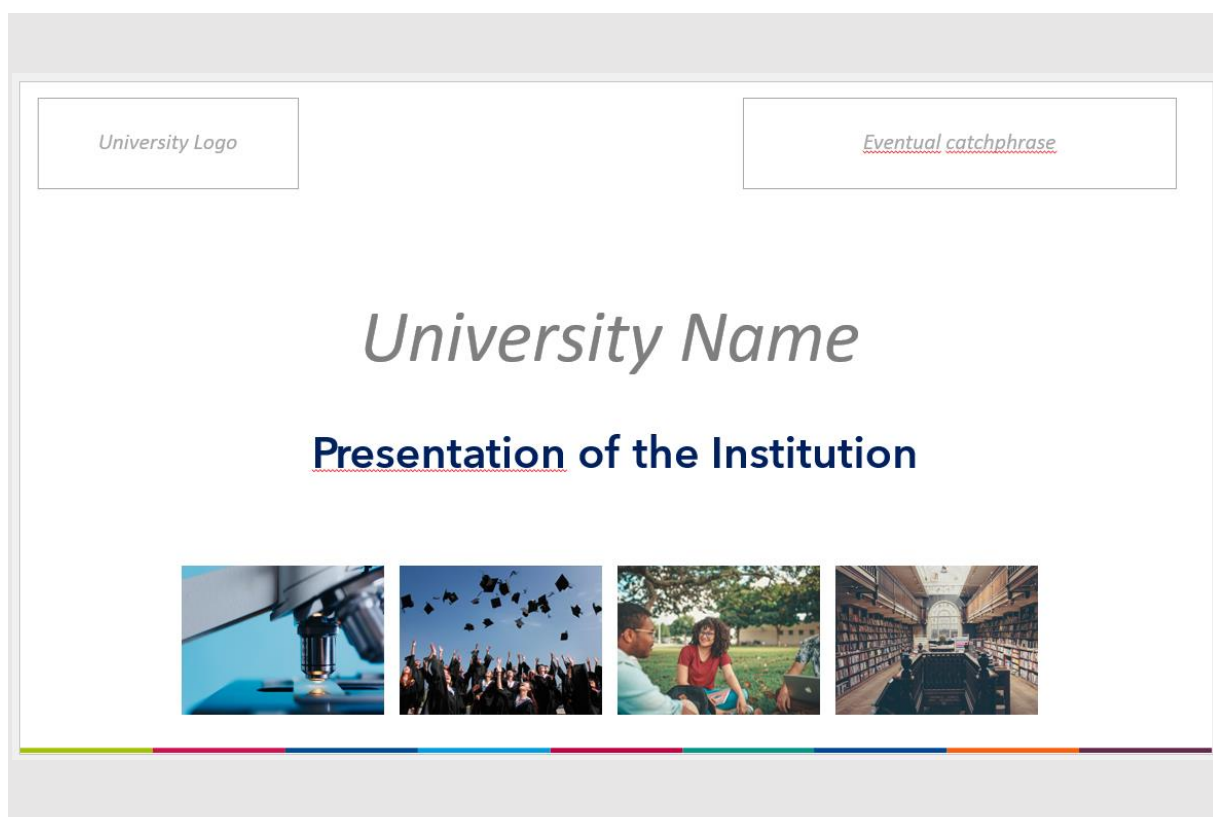 University Logo
Eventual catchphrase
University Name
Presentation of the Institution